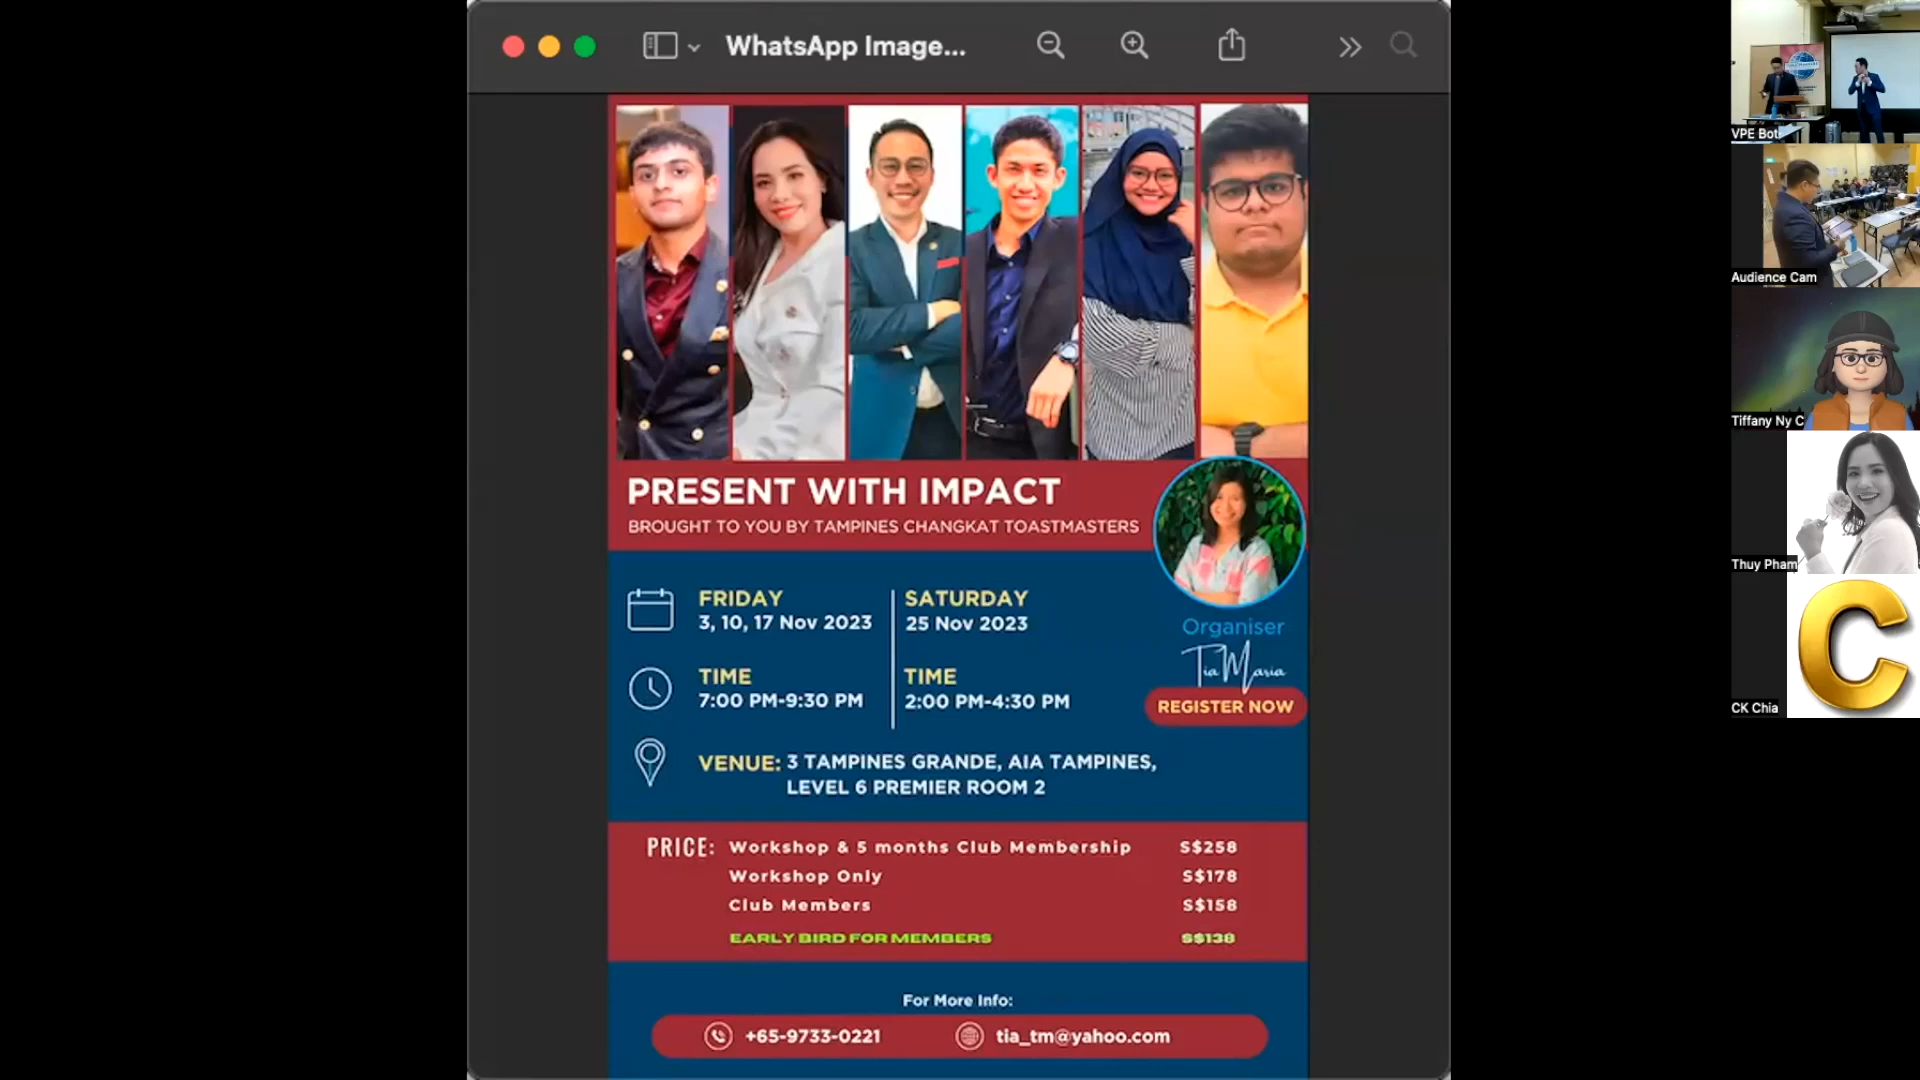 WhatsApp Image...
PRESENT WITH IMPACT
BROUGHT TO YOU BY TAMPINES CHANGKAT TOASTMASTERS
FRIDAY
3, 10, 17 Nov 2023
SATURDAY
25 Nov 2023
TIME
7:00 PM-9:30 PM
TIME
2:00 PM-4:30 PM
Organiser
Tia Maria
REGISTER NOW
VENUE: 3 TAMPINES GRANDE, AIA TAMPINES,
LEVEL 6 PREMIER ROOM 2
PRICE: Workshop & 5 months Club Membership S$258
Workshop Only S$178
Club Members S$158
EARLY BIRD FOR MEMBERS S$138
For More Info:
+65-9733-0221 tia_tm@yahoo.com
VPE Bot
Audience Cam
Tiffany Ny C
Thuy Pham
C
CK Chia